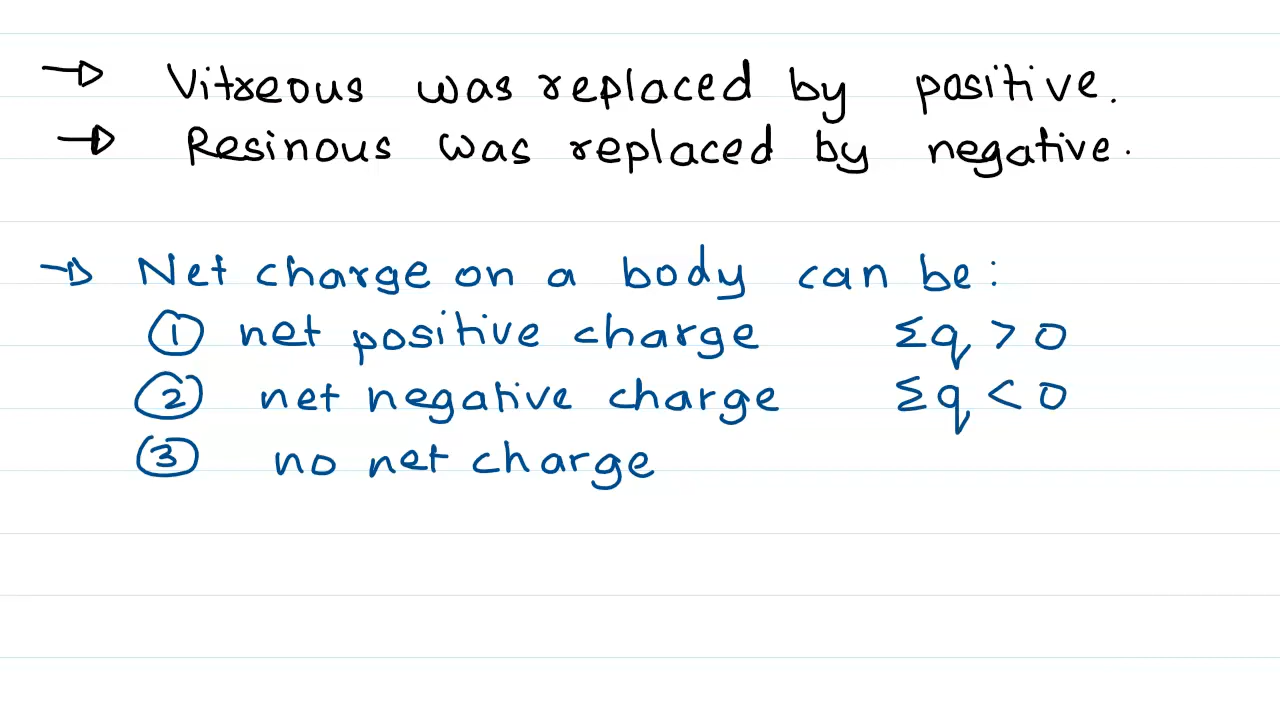 → Vitreous was replaced by positive.
→ Resinous was replaced by negative.
→ Net charge on a body can be:
① net positive charge Σq > 0
② net negative charge Σq < 0
③ no net charge